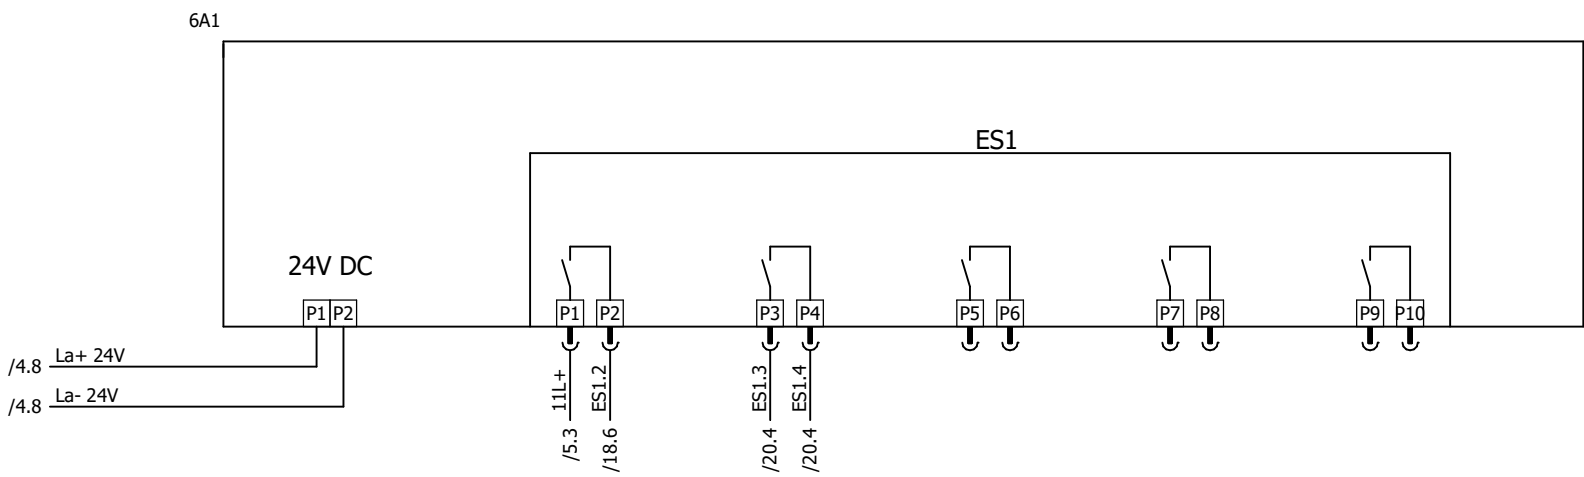 6A1
ES1
24V DC
P1 P2
P1 P2 P3 P4 P5 P6 P7 P8 P9 P10
/4.8 La+ 24V
/4.8 La- 24V
11L+ ES1.2 ES1.3 ES1.4
/5.3 /18.6 /20.4 /20.4